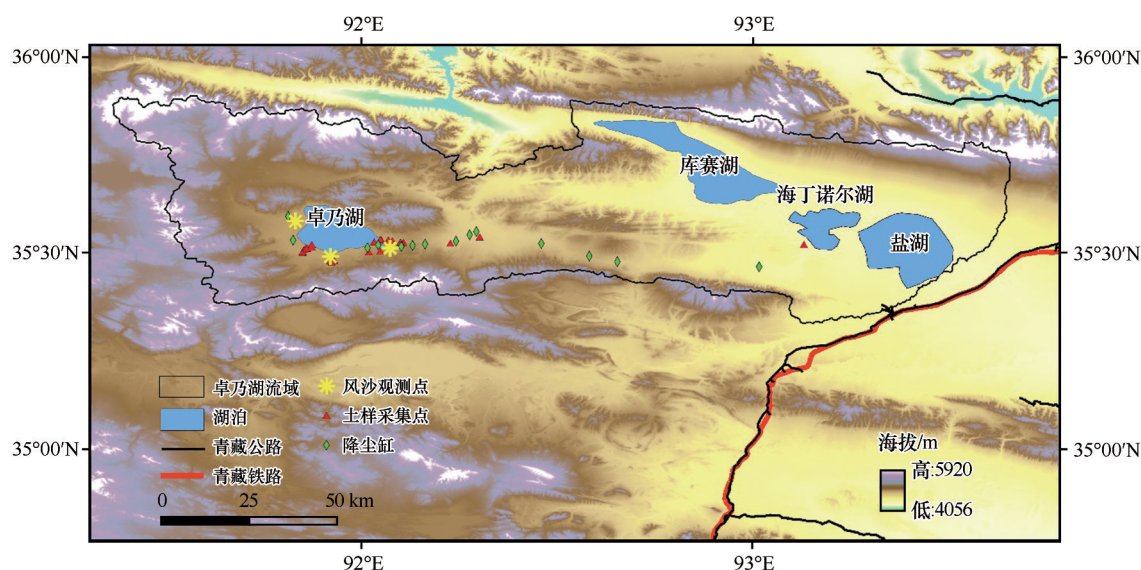 92°E
93°E
36°00′N
36°00′N
库赛湖
海丁诺尔湖
卓乃湖
盐湖
35°30′N
35°30′N
卓乃湖流域
风沙观测点
湖泊
土样采集点
青藏公路
降尘缸
青藏铁路
35°00′N
35°00′N
海拔/m
高:5920
低:4056
0
25
50 km
92°E
93°E